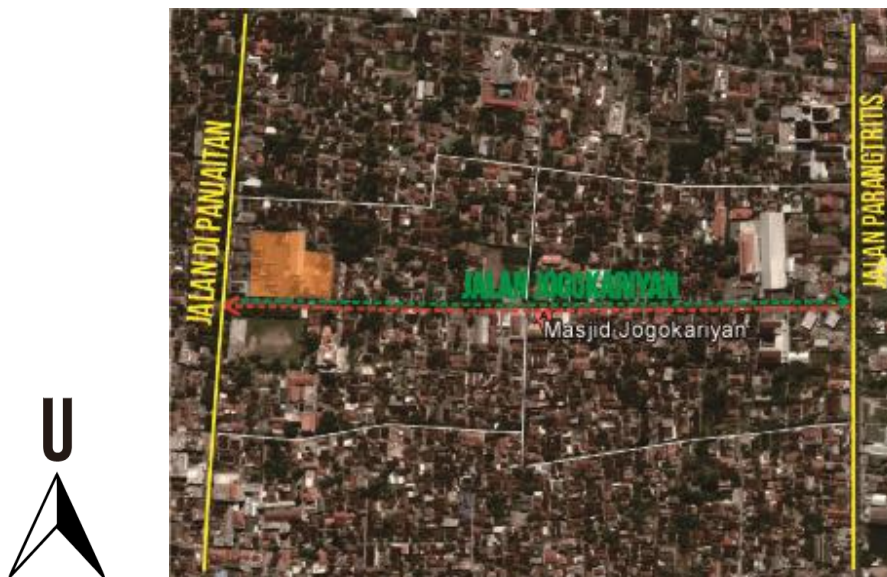 JALAN DI PANJAITAN
JALAN PARANGTRITIS
JALAN JOGOKARIYAN
A
Masjid Jogokariyan
U